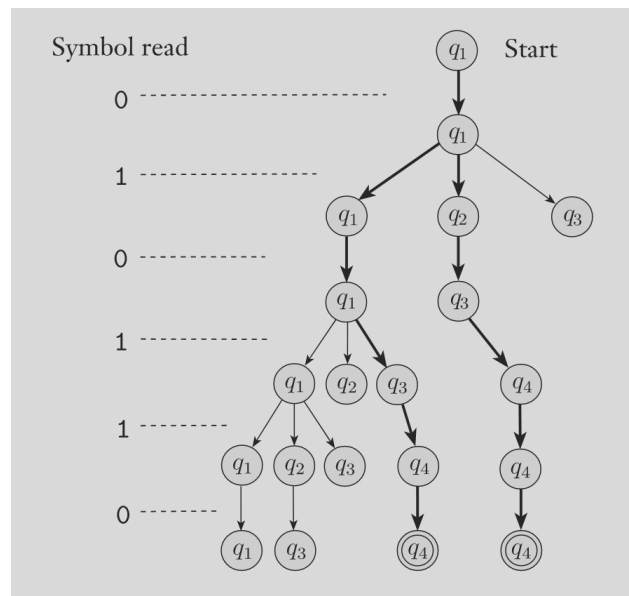 Symbol read q₁ Start
0
q₁
1
q₁ q₂ q₃
0
q₁ q₃
1
q₁ q₂ q₃ q₄
1
q₁ q₂ q₃ q₄ q₄
0
q₁ q₃ q₄ q₄